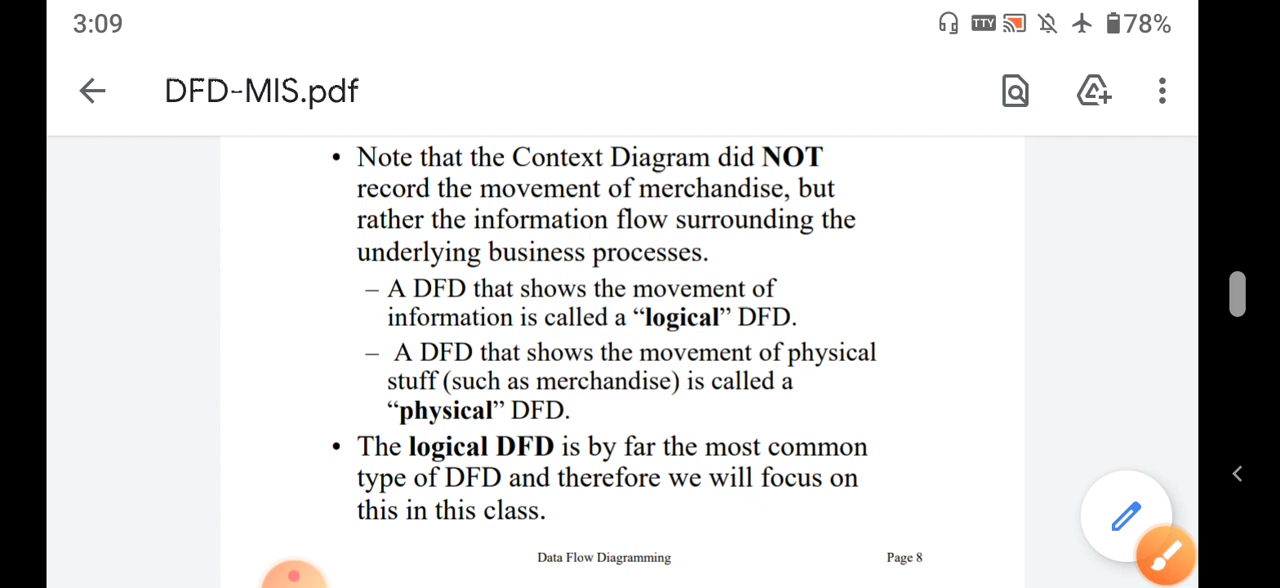 3:09
TTY
78%
DFD-MIS.pdf
• Note that the Context Diagram did NOT
record the movement of merchandise, but
rather the information flow surrounding the
underlying business processes.
– A DFD that shows the movement of
information is called a “logical” DFD.
– A DFD that shows the movement of physical
stuff (such as merchandise) is called a
“physical” DFD.
• The logical DFD is by far the most common
type of DFD and therefore we will focus on
this in this class.
Data Flow Diagramming
Page 8